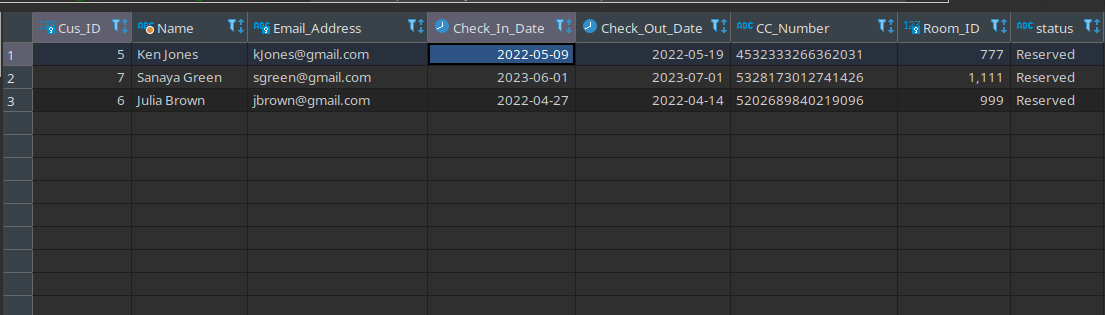 Cus_ID Name Email_Address Check_In_Date Check_Out_Date CC_Number Room_ID status
1 5 Ken Jones kJones@gmail.com 2022-05-09 2022-05-19 4532333266362031 777 Reserved
2 7 Sanaya Green sgreen@gmail.com 2023-06-01 2023-07-01 5328173012741426 1,111 Reserved
3 6 Julia Brown jbrown@gmail.com 2022-04-27 2022-04-14 5202689840219096 999 Reserved